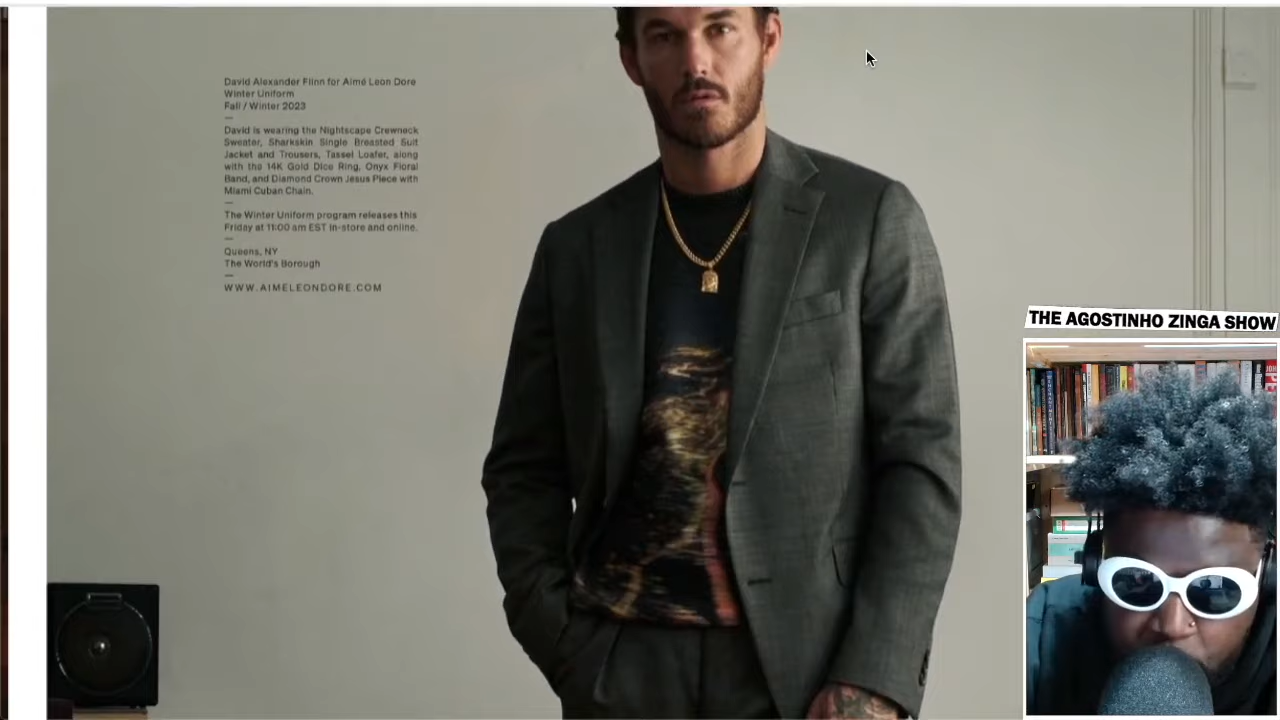 David Alexander Flinn for Aimé Leon Dore
Winter Uniform
Fall / Winter 2023
—
David is wearing the Nightscape Crewneck
Sweater, Sharkskin Single Breasted Suit
Jacket and Trousers, Tassel Loafer, along
with the 14K Gold Dice Ring, Onyx Floral
Band, and Diamond Crown Jesus Piece with
Miami Cuban Chain.
—
The Winter Uniform program releases this
Friday at 11:00 am EST in-store and online.
—
Queens, NY
The World's Borough
—
WWW.AIMELEONDORE.COM
THE AGOSTINHO ZINGA SHOW